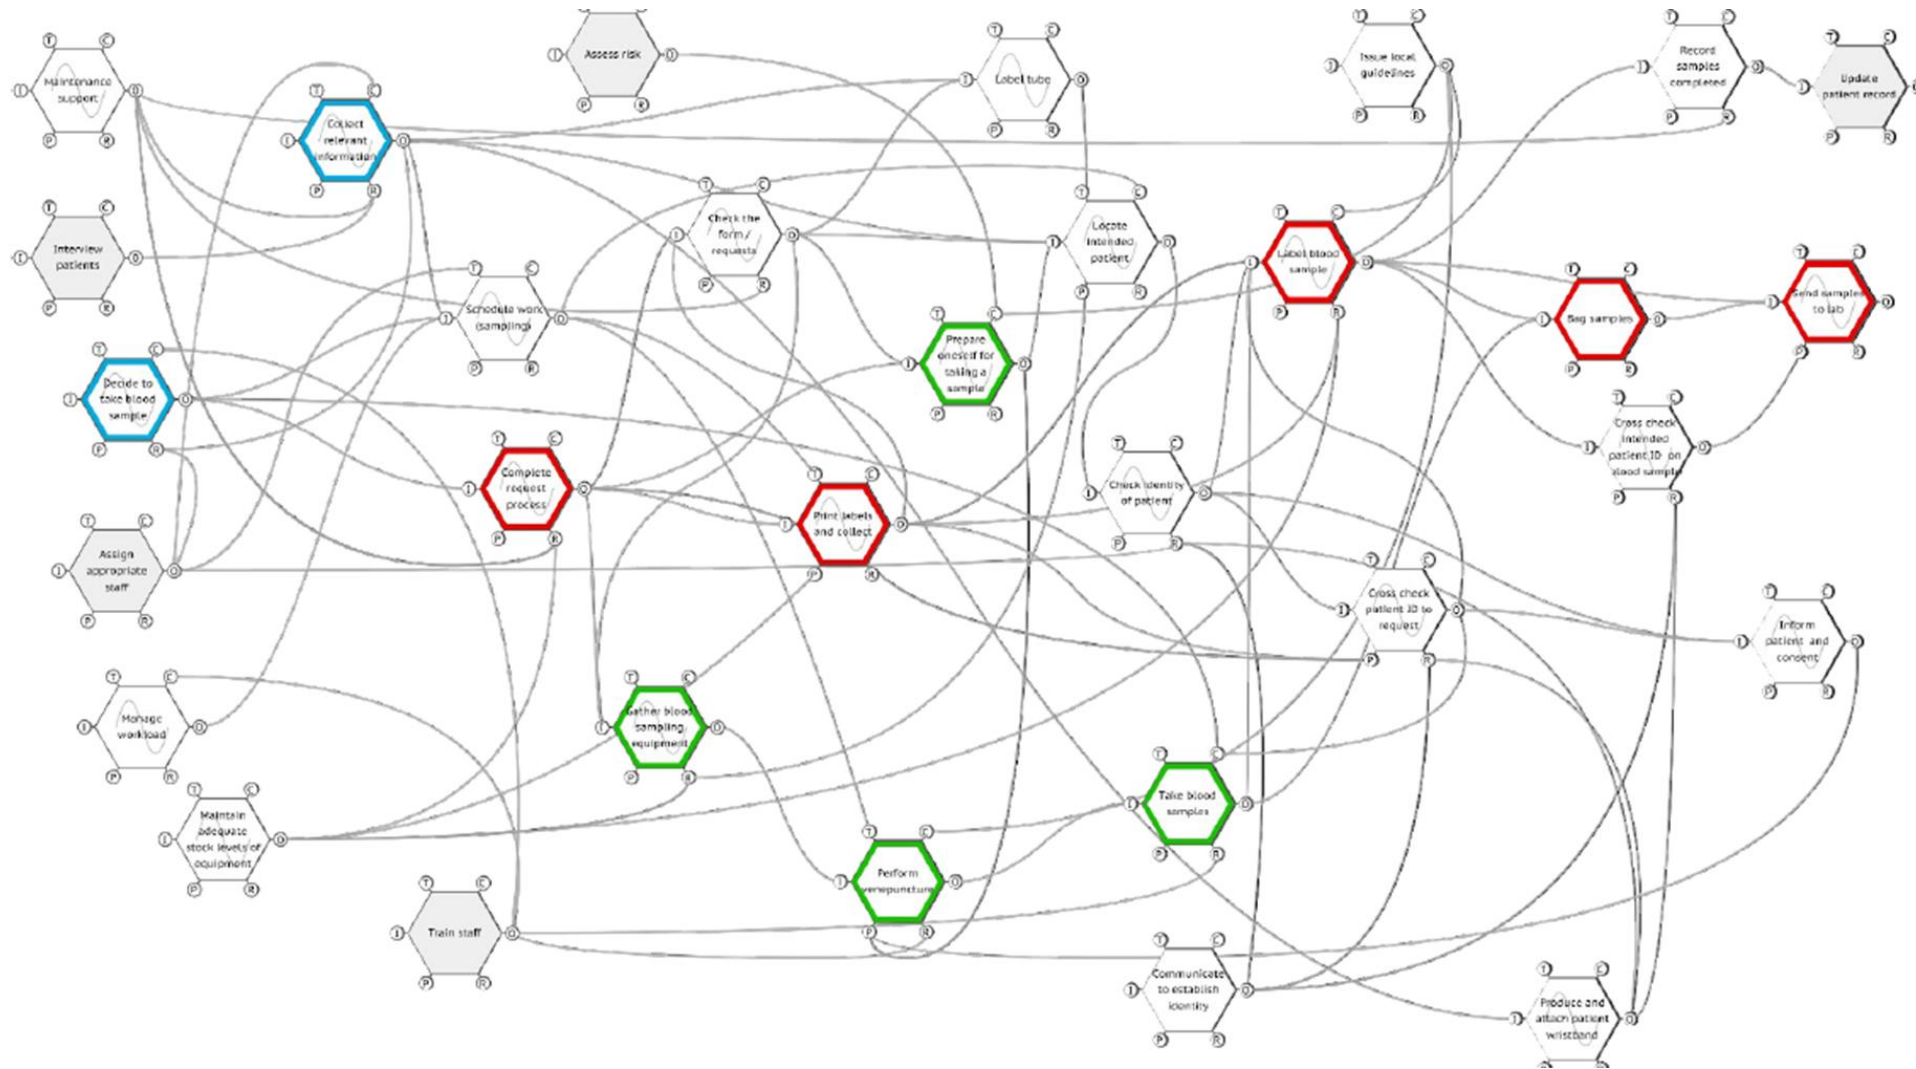 Assess risk
Maintenance
support
Label tube
Issue local
guidelines
Record
samples
completed
Update
patient record
Collect
relevant
information
Interview
patients
Check the
form /
requests
Locate
intended
patient
Label blood
sample
Bag samples
Send samples
to lab
Schedule work
(sampling)
Prepare
oneself for
taking a
sample
Decide to
take blood
sample
Cross check
intended
patient ID on
blood sample
Complete
request
process
Print labels
and collect
Check identity
of patient
Assign
appropriate
staff
Cross check
patient ID to
request
Inform
patient and
consent
Manage
workload
Gather blood
sampling
equipment
Take blood
samples
Maintain
adequate
stock levels of
equipment
Perform
venepuncture
Train staff
Communicate
to establish
identity
Produce and
attach patient
wristband